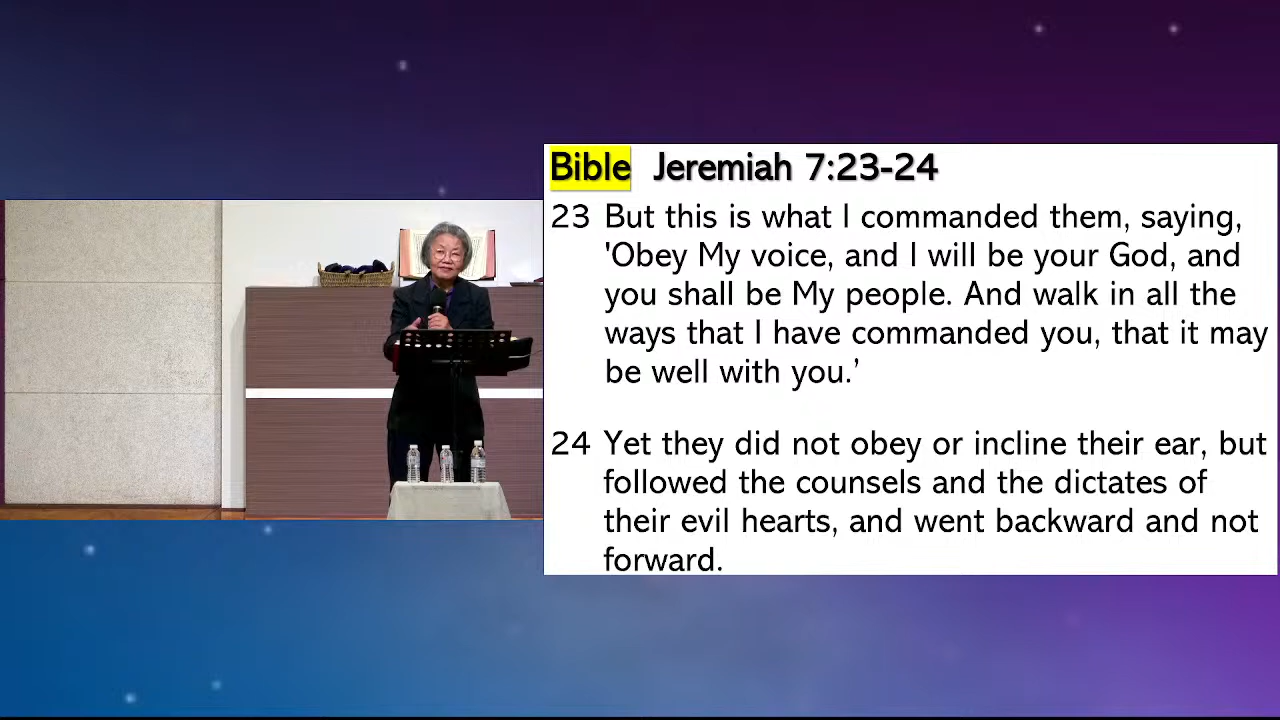 Bible Jeremiah 7:23-24
23 But this is what I commanded them, saying,
'Obey My voice, and I will be your God, and
you shall be My people. And walk in all the
ways that I have commanded you, that it may
be well with you.’
24 Yet they did not obey or incline their ear, but
followed the counsels and the dictates of
their evil hearts, and went backward and not
forward.